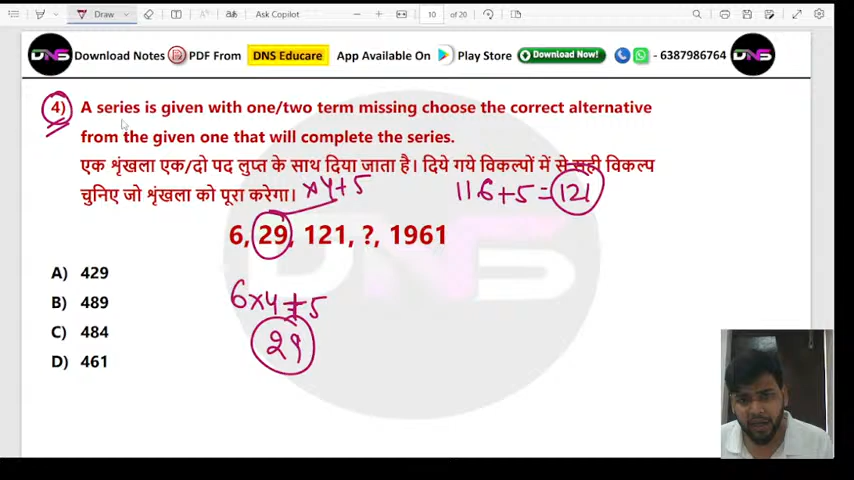 Draw Ask Copilot 10 of 20
DNS Download Notes PDF From DNS Educare App Available On Play Store Download Now! - 6387986764 DNS
4) A series is given with one/two term missing choose the correct alternative
from the given one that will complete the series.
एक शृंखला एक/दो पद लुप्त के साथ दिया जाता है। दिये गये विकल्पों में से सही विकल्प
चुनिए जो शृंखला को पूरा करेगा।
×4+5
116+5=121
6, 29, 121, ?, 1961
A) 429
B) 489
C) 484
D) 461
6×4+5
29